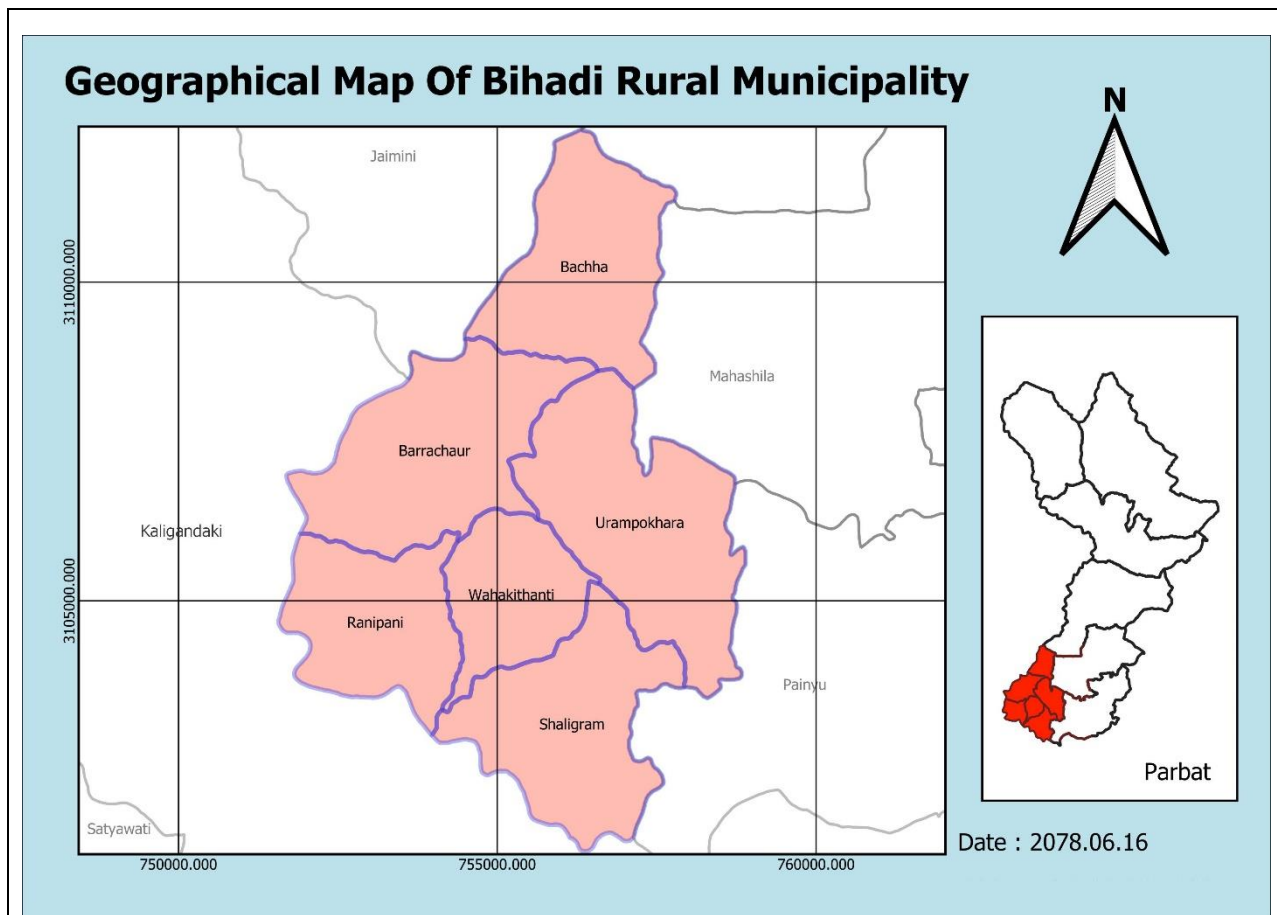 Geographical Map Of Bihadi Rural Municipality
N
Jaimini
3110000.000
Bachha
Mahashila
Barrachaur
Urampokhara
Kaligandaki
3105000.000
Wahakithanti
Ranipani
Painyu
Shaligram
Parbat
Satyawati
Date : 2078.06.16
750000.000
755000.000
760000.000